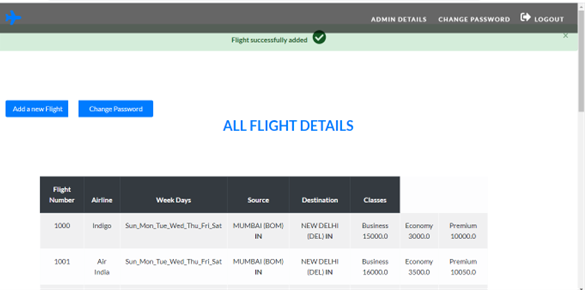 ADMIN DETAILS CHANGE PASSWORD LOGOUT
Flight successfully added ×
Add a new Flight Change Password
ALL FLIGHT DETAILS
Flight
Number Airline Week Days Source Destination Classes
1000 Indigo Sun_Mon_Tue_Wed_Thu_Fri_Sat MUMBAI (BOM) NEW DELHI Business Economy Premium
IN (DEL) IN 15000.0 3000.0 10000.0
1001 Air Sun_Mon_Tue_Wed_Thu_Fri_Sat MUMBAI (BOM) NEW DELHI Business Economy Premium
India IN (DEL) IN 16000.0 3500.0 10050.0